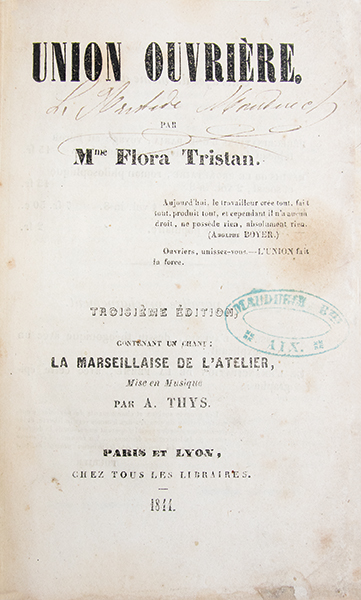 UNION OUVRIÈRE.
PAR
Mme Flora Tristan.
Aujourd'hui, le travailleur crée tout, fait
tout, produit tout, et cependant il n'a aucun
droit, ne possède rien, absolument rien.
(ADOLPHE BOYER.)
Ouvriers, unissez-vous.—L'UNION fait
la force.
TROISIÈME ÉDITION,
CONTENANT UN CHANT:
LA MARSEILLAISE DE L'ATELIER,
Mise en Musique
PAR A. THYS.
PARIS ET LYON,
CHEZ TOUS LES LIBRAIRES.
1844.
AIX.